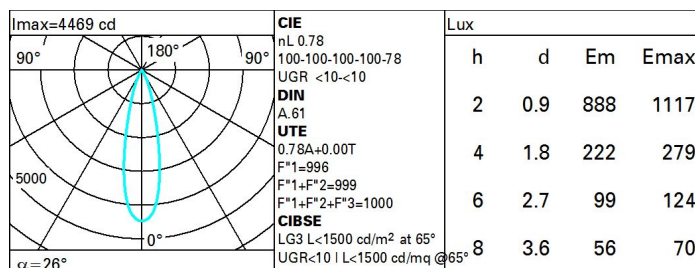 Imax=4469 cd
90°
180°
90°
5000
0°
α=26°
CIE
nL 0.78
100-100-100-100-78
UGR <10-<10
DIN
A.61
UTE
0.78A+0.00T
F"1=996
F"1+F"2=999
F"1+F"2+F"3=1000
CIBSE
LG3 L<1500 cd/m² at 65°
UGR<10 | L<1500 cd/mq @65°
Lux
h d Em Emax
2 0.9 888 1117
4 1.8 222 279
6 2.7 99 124
8 3.6 56 70